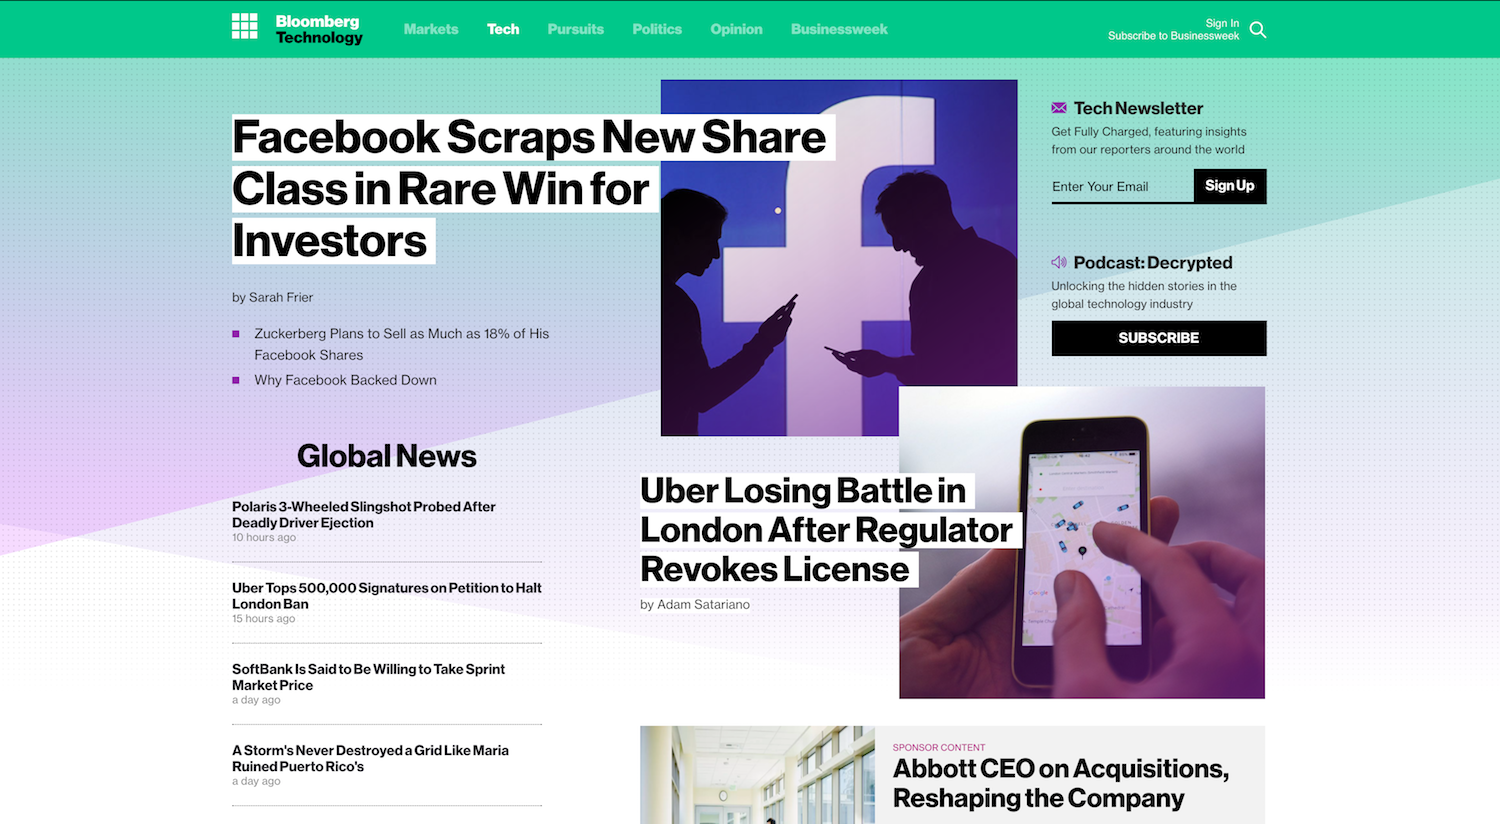 Bloomberg
Technology
Markets
Tech
Pursuits
Politics
Opinion
Businessweek
Sign In
Subscribe to Businessweek
Facebook Scraps New Share
Class in Rare Win for
Investors
by Sarah Frier
Zuckerberg Plans to Sell as Much as 18% of His
Facebook Shares
Why Facebook Backed Down
Tech Newsletter
Get Fully Charged, featuring insights
from our reporters around the world
Enter Your Email
Sign Up
Podcast: Decrypted
Unlocking the hidden stories in the
global technology industry
SUBSCRIBE
Global News
Polaris 3-Wheeled Slingshot Probed After
Deadly Driver Ejection
10 hours ago
Uber Tops 500,000 Signatures on Petition to Halt
London Ban
15 hours ago
SoftBank Is Said to Be Willing to Take Sprint
Market Price
a day ago
A Storm's Never Destroyed a Grid Like Maria
Ruined Puerto Rico's
a day ago
Uber Losing Battle in
London After Regulator
Revokes License
by Adam Satariano
Google
SPONSOR CONTENT
Abbott CEO on Acquisitions,
Reshaping the Company